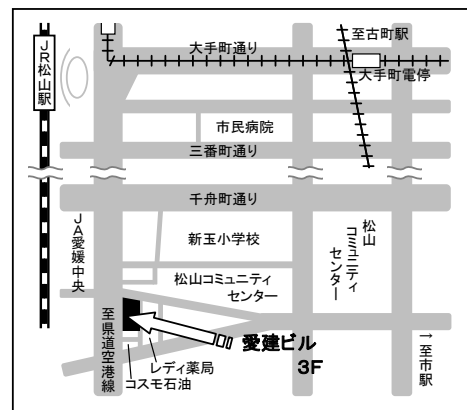 大手町通り
至古町駅
JR松山駅
大手町電停
市民病院
三番町通り
千舟町通り
JA愛媛中央
新玉小学校
松山
コミュニティ
センター
松山コミュニティ
センター
至県道空港線
愛建ビル
3F
レディ薬局
コスモ石油
→至市駅